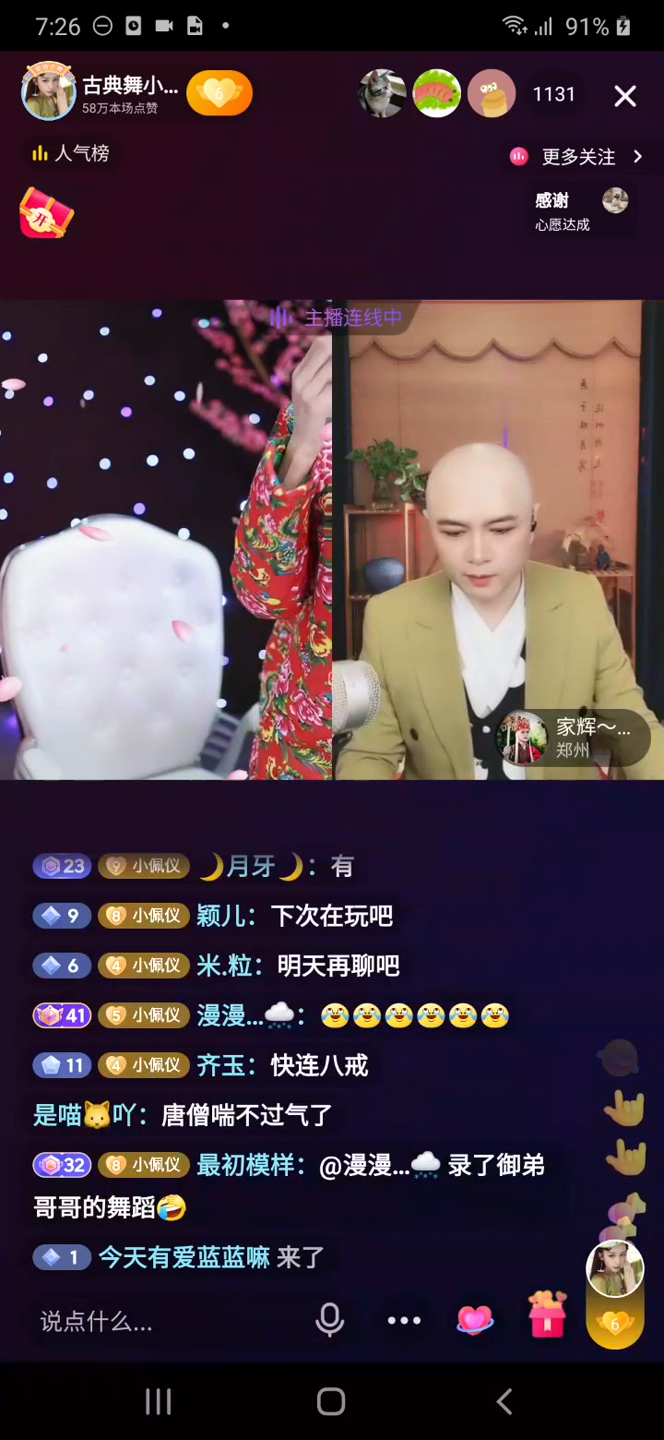 7:26
91%
古典舞小...
58万本场点赞
6
1131
人气榜
更多关注
开
感谢
心愿达成
主播连线中
家辉～...
郑州
23 9 小佩仪 🌙月牙🌙：有
9 8 小佩仪 颖儿：下次在玩吧
6 4 小佩仪 米.粒：明天再聊吧
41 5 小佩仪 漫漫...🌨：😂😂😂😂😂😂
11 4 小佩仪 齐玉：快连八戒
是喵🐱吖：唐僧喘不过气了
32 8 小佩仪 最初模样：@漫漫...🌨 录了御弟
哥哥的舞蹈🤣
1 今天有爱蓝蓝嘛 来了
说点什么...
6